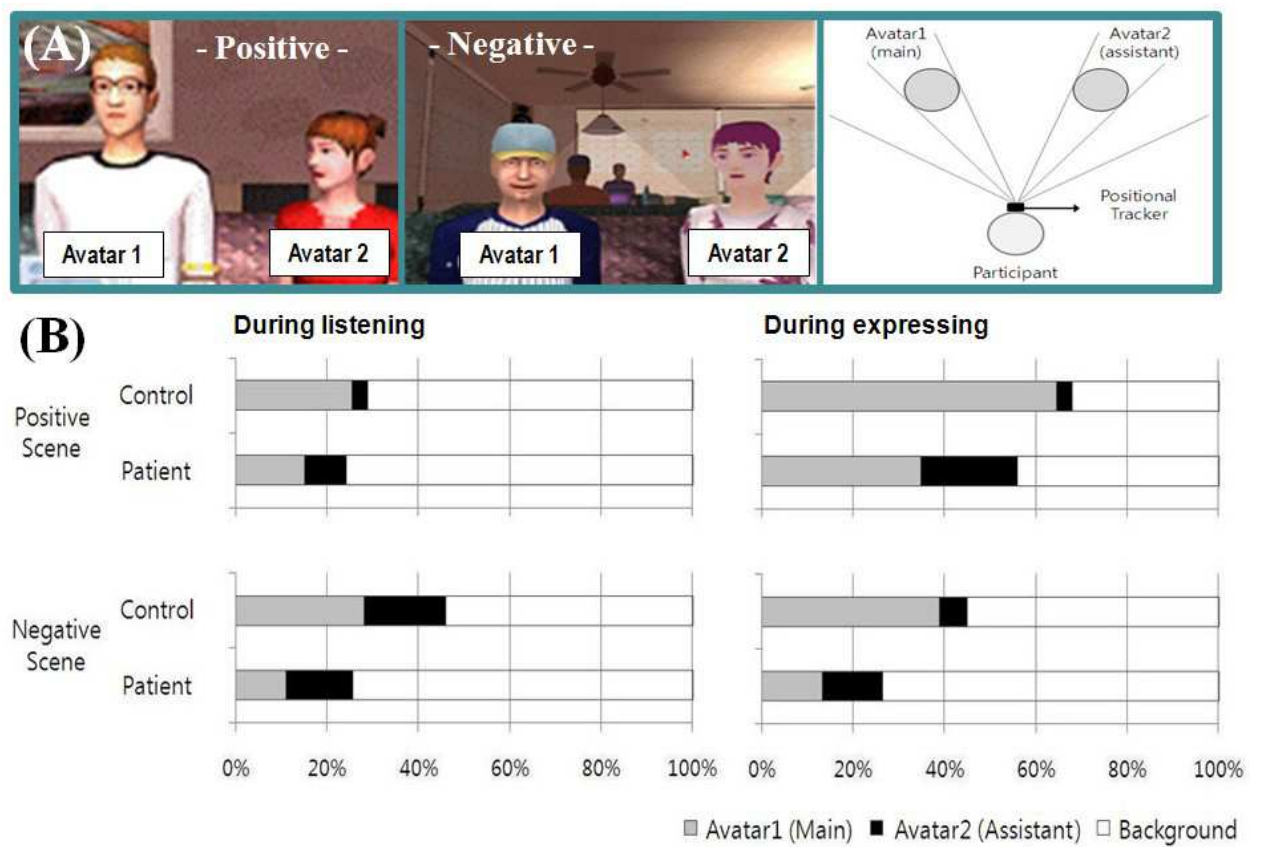 (A)
- Positive -
Avatar 1
Avatar 2
- Negative -
Avatar 1
Avatar 2
Avatar1
(main)
Avatar2
(assistant)
Positional
Tracker
Participant
(B)
During listening
During expressing
Positive
Scene
Control
Patient
Negative
Scene
Control
Patient
0% 20% 40% 60% 80% 100%
0% 20% 40% 60% 80% 100%
Avatar1 (Main) Avatar2 (Assistant) Background